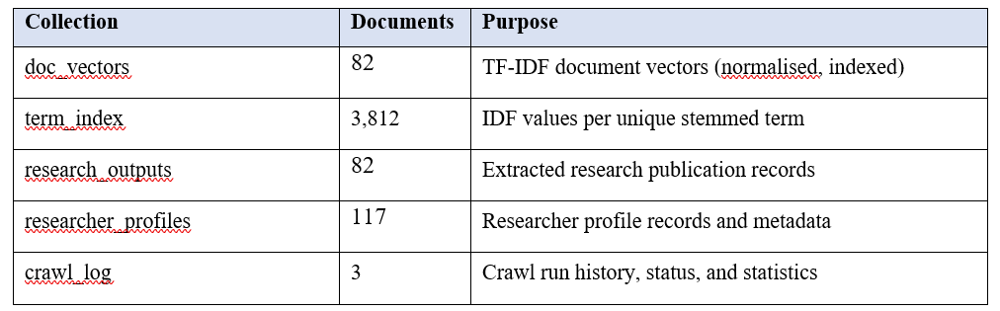 Collection Documents Purpose
doc_vectors 82 TF-IDF document vectors (normalised, indexed)
term_index 3,812 IDF values per unique stemmed term
research_outputs 82 Extracted research publication records
researcher_profiles 117 Researcher profile records and metadata
crawl_log 3 Crawl run history, status, and statistics